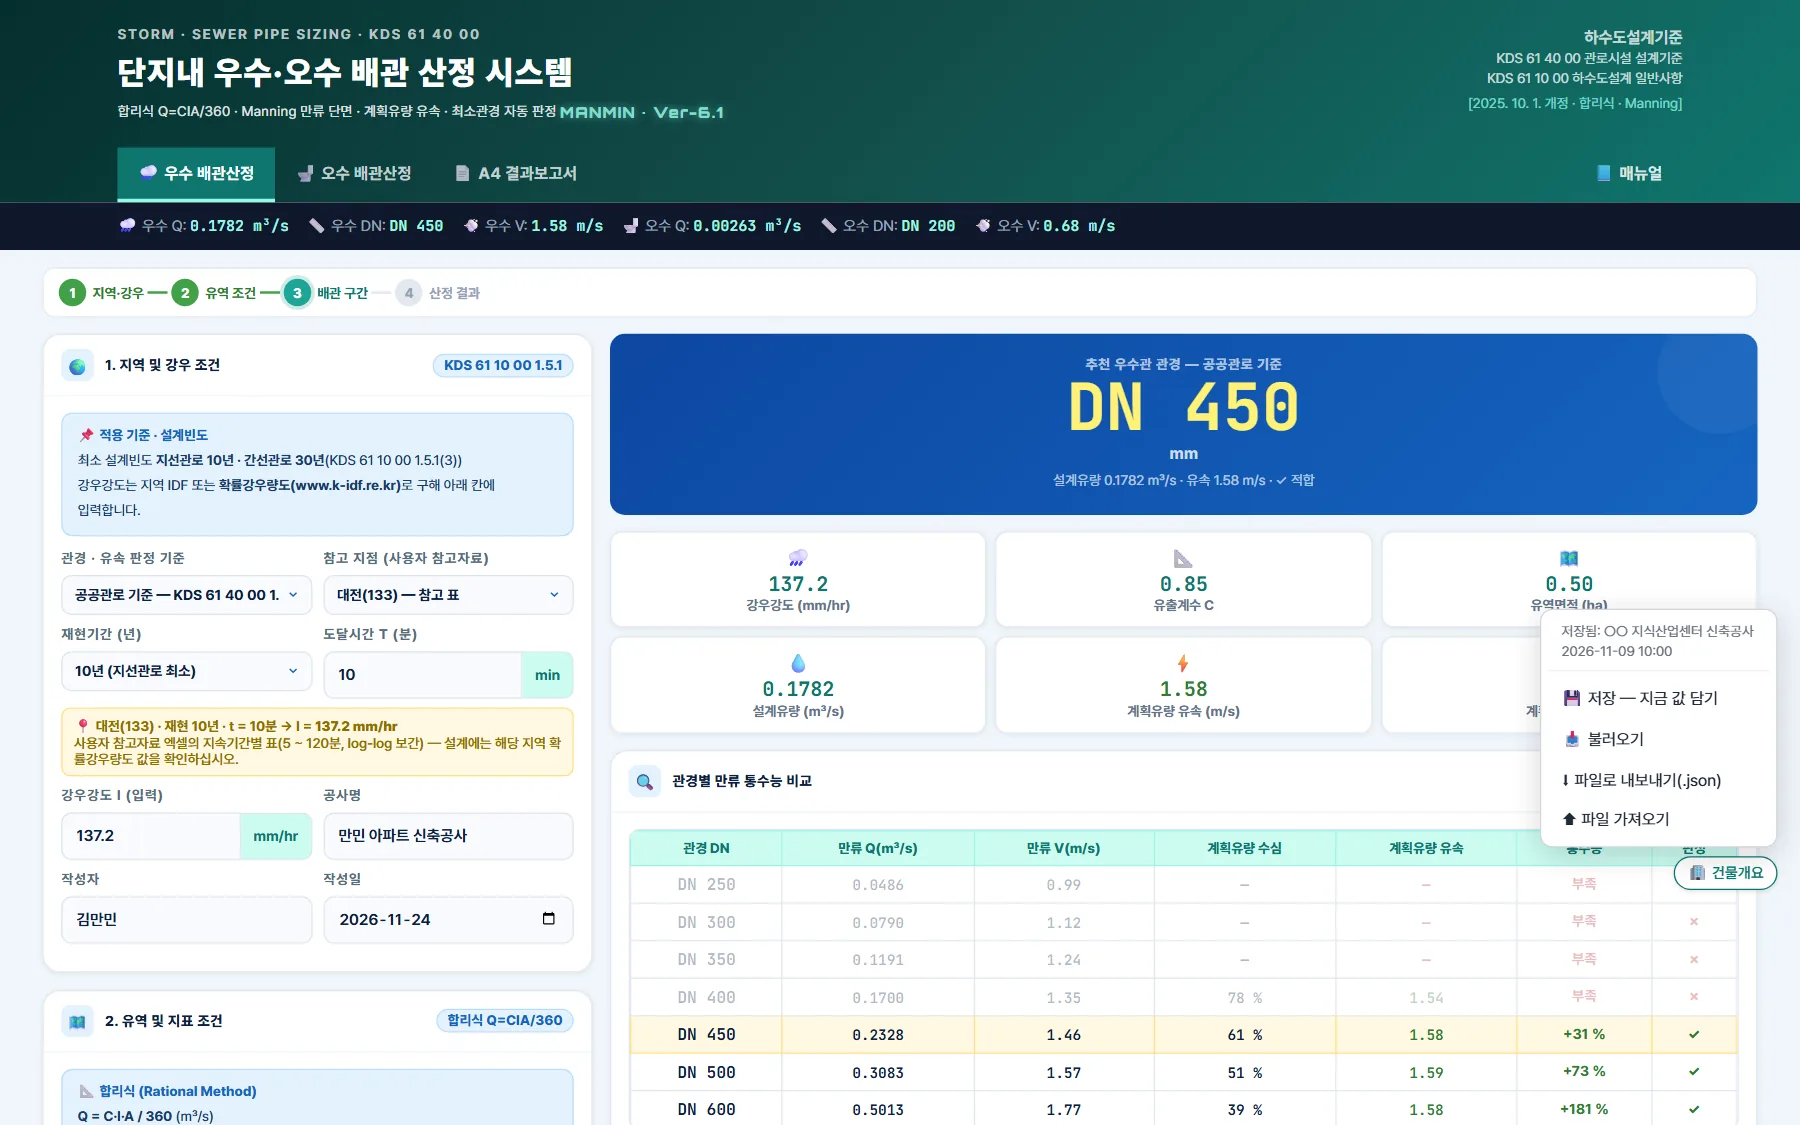 STORM · SEWER PIPE SIZING · KDS 61 40 00
단지내 우수·오수 배관 산정 시스템
합리식 Q=CIA/360 · Manning 만류 단면 · 계획유량 유속 · 최소관경 자동 판정 MANMIN · Ver-6.1
하수도설계기준
KDS 61 40 00 관로시설 설계기준
KDS 61 10 00 하수도설계 일반사항
[2025. 10. 1. 개정 · 합리식 · Manning]
우수 배관산정
오수 배관산정
A4 결과보고서
매뉴얼
우수 Q: 0.1782 m³/s 우수 DN: DN 450 우수 V: 1.58 m/s 오수 Q: 0.00263 m³/s 오수 DN: DN 200 오수 V: 0.68 m/s
1 지역·강우 2 유역 조건 3 배관 구간 4 산정 결과
1. 지역 및 강우 조건
KDS 61 10 00 1.5.1
적용 기준 · 설계빈도
최소 설계빈도 지선관로 10년 · 간선관로 30년(KDS 61 10 00 1.5.1(3))
강우강도는 지역 IDF 또는 확률강우량도(www.k-idf.re.kr)로 구해 아래 칸에
입력합니다.
관경 · 유속 판정 기준
참고 지점 (사용자 참고자료)
공공관로 기준 — KDS 61 40 00 1.
대전(133) — 참고 표
재현기간 (년)
도달시간 T (분)
10년 (지선관로 최소)
10 min
대전(133) · 재현 10년 · t = 10분 → I = 137.2 mm/hr
사용자 참고자료 엑셀의 지속기간별 표(5 ~ 120분, log-log 보간) — 설계에는 해당 지역 확
률강우량도 값을 확인하십시오.
강우강도 I (입력)
공사명
137.2 mm/hr
만민 아파트 신축공사
작성자
작성일
김만민
2026-11-24
2. 유역 및 지표 조건
합리식 Q=CIA/360
합리식 (Rational Method)
Q = C·I·A / 360 (m³/s)
추천 우수관 관경 — 공공관로 기준
DN 450
mm
설계유량 0.1782 m³/s · 유속 1.58 m/s · ✓ 적합
137.2
강우강도 (mm/hr)
0.85
유출계수 C
0.50
유역면적 (ha)
0.1782
설계유량 (m³/s)
1.58
계획유량 유속 (m/s)
저장됨: ○○ 지식산업센터 신축공사
2026-11-09 10:00
저장 — 지금 값 담기
불러오기
⬇ 파일로 내보내기(.json)
⬆ 파일 가져오기
건물개요
관경별 만류 통수능 비교
관경 DN 만류 Q(m³/s) 만류 V(m/s) 계획유량 수심 계획유량 유속 통수능 판정
DN 250 0.0486 0.99 — — 부족
DN 300 0.0790 1.12 — — 부족 ×
DN 350 0.1191 1.24 — — 부족 ×
DN 400 0.1700 1.35 78 % 1.54 부족 ×
DN 450 0.2328 1.46 61 % 1.58 +31 % ✓
DN 500 0.3083 1.57 51 % 1.59 +73 % ✓
DN 600 0.5013 1.77 39 % 1.58 +181 % ✓